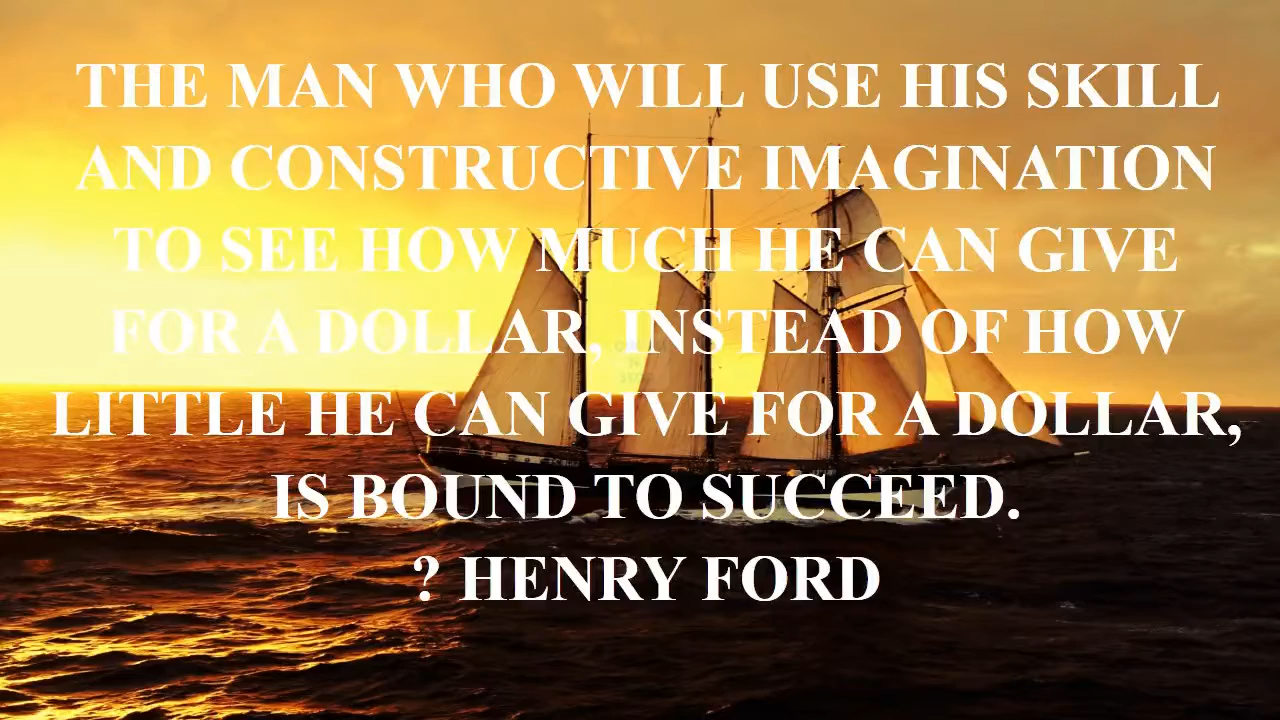 THE MAN WHO WILL USE HIS SKILL
AND CONSTRUCTIVE IMAGINATION
TO SEE HOW MUCH HE CAN GIVE
FOR A DOLLAR, INSTEAD OF HOW
LITTLE HE CAN GIVE FOR A DOLLAR,
IS BOUND TO SUCCEED.
? HENRY FORD